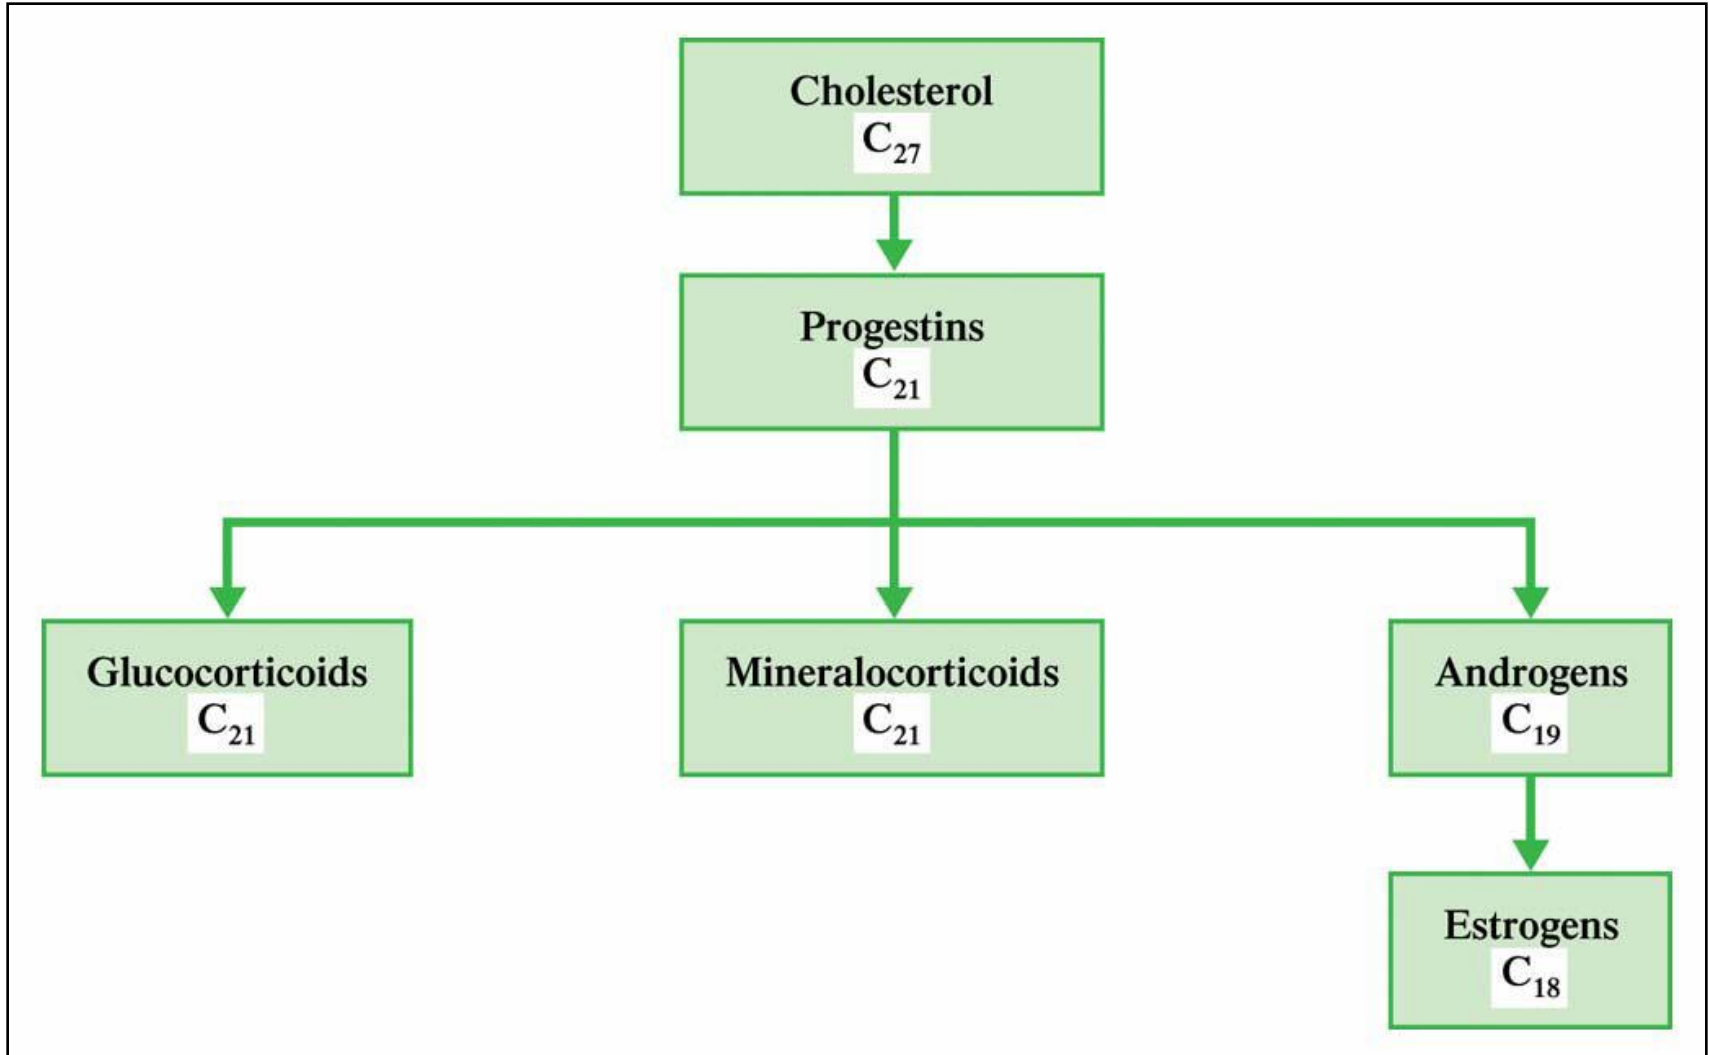 Cholesterol
C₂₇
Progestins
C₂₁
Glucocorticoids
C₂₁
Mineralocorticoids
C₂₁
Androgens
C₁₉
Estrogens
C₁₈